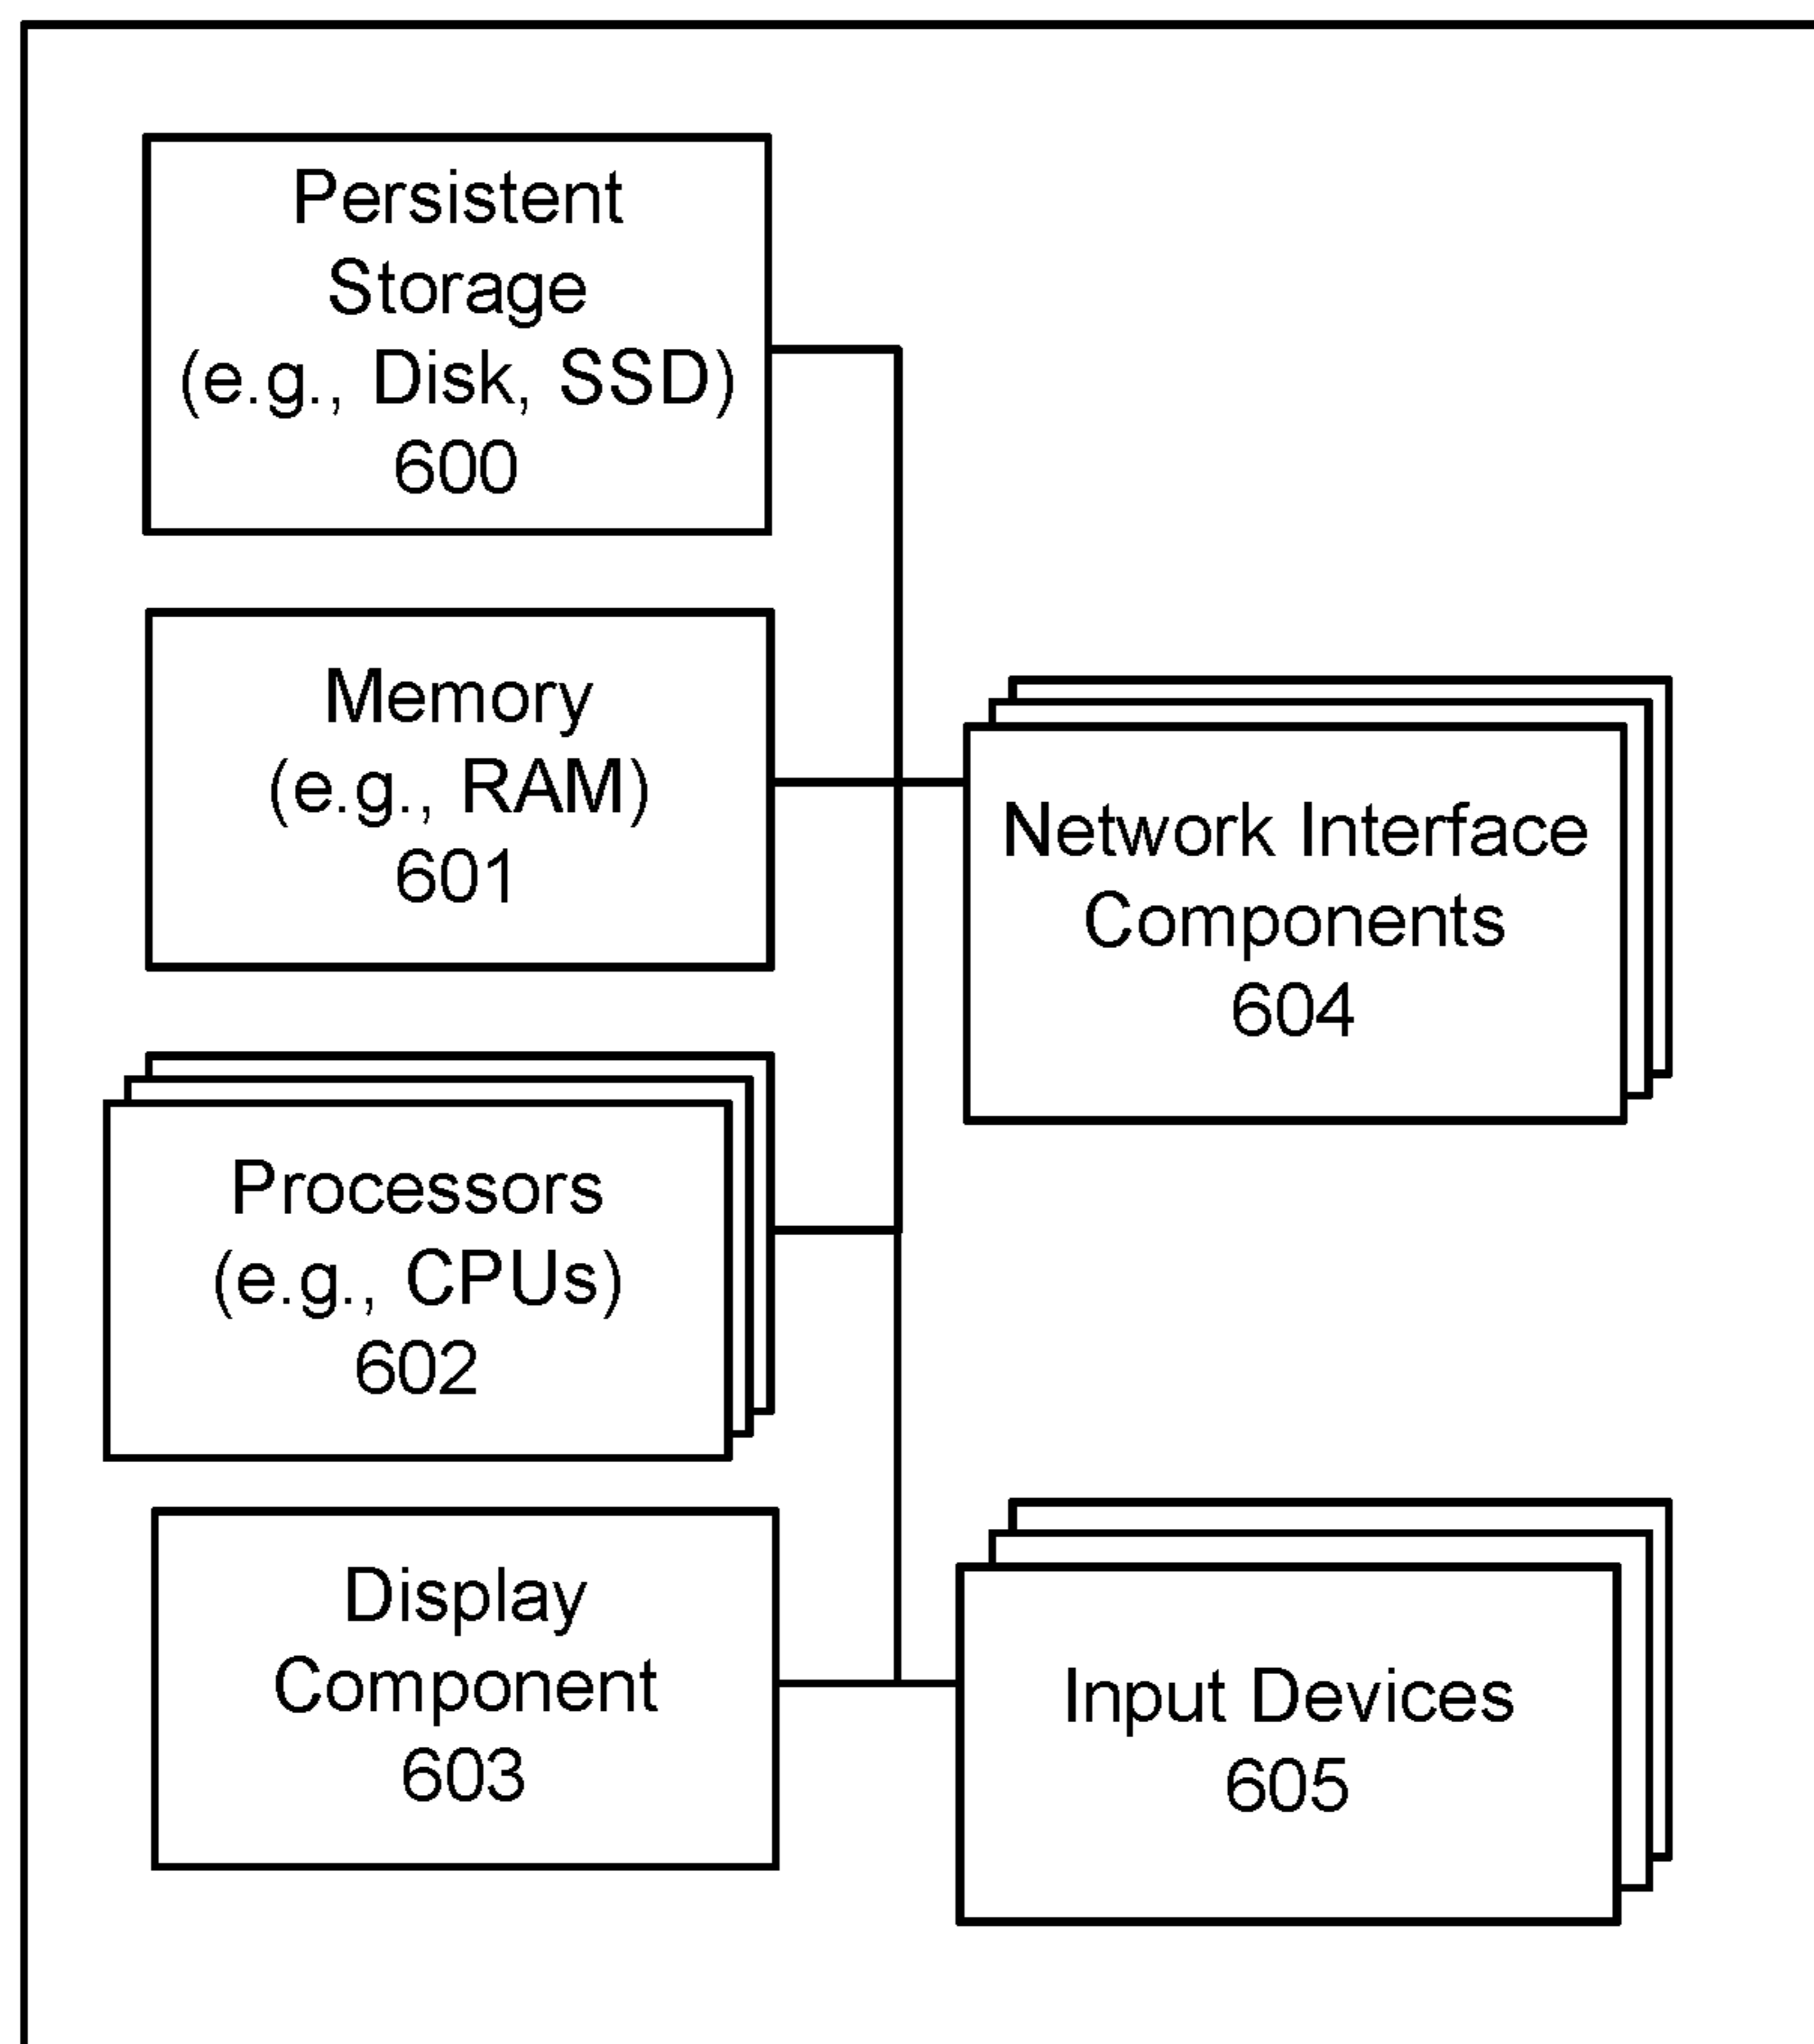 Persistent
Storage
(e.g., Disk, SSD)
600
Memory
(e.g., RAM)
601
Network Interface
Components
604
Processors
(e.g., CPUs)
602
Display
Component
603
Input Devices
605